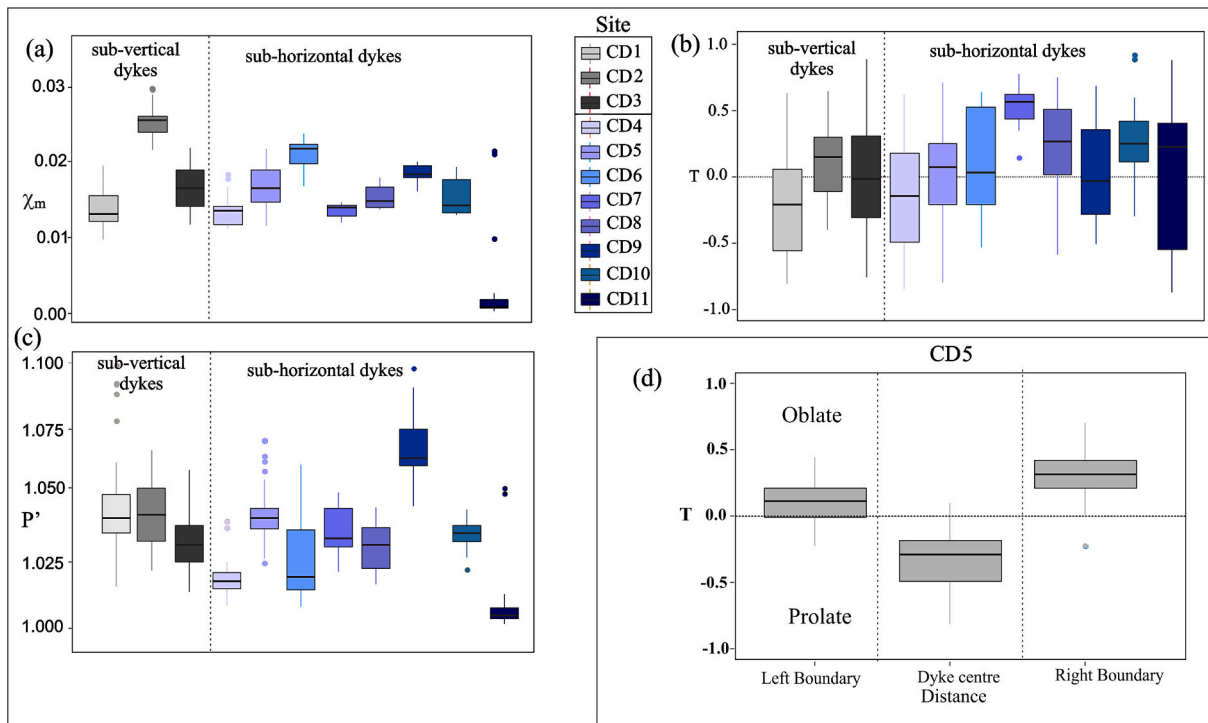 (a)
sub-vertical
dykes
sub-horizontal dykes
0.03
0.02
χm
0.01
0.00
Site
CD1
CD2
CD3
CD4
CD5
CD6
CD7
CD8
CD9
CD10
CD11
(b)
sub-vertical
dykes
sub-horizontal dykes
1.0
0.5
T
0.0
-0.5
-1.0
(c)
sub-vertical
dykes
sub-horizontal dykes
1.100
1.075
1.050
P’
1.025
1.000
CD5
(d)
1.0
Oblate
0.5
T
0.0
-0.5
Prolate
-1.0
Left Boundary
Dyke centre
Right Boundary
Distance